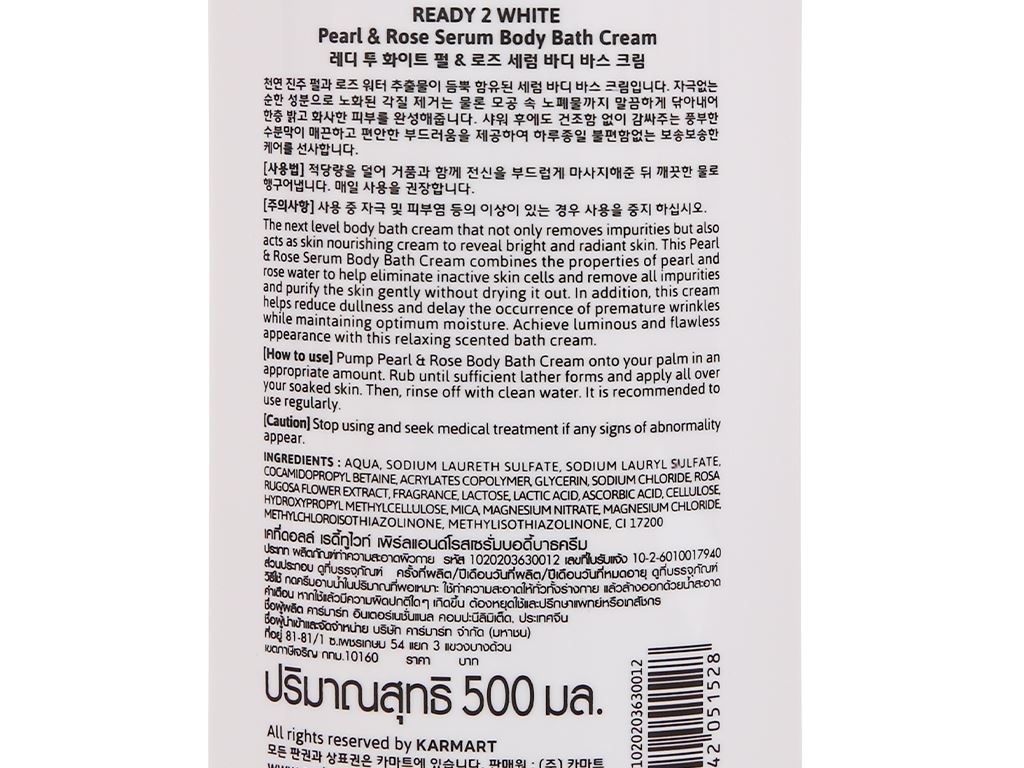 READY 2 WHITE
Pearl & Rose Serum Body Bath Cream
레디 투 화이트 펄 & 로즈 세럼 바디 바스 크림
천연 진주 펄과 로즈 워터 추출물이 듬뿍 함유된 세럼 바디 바스 크림입니다. 자극없는
순한 성분으로 노화된 각질 제거는 물론 모공 속 노폐물까지 말끔하게 닦아내어
한층 밝고 화사한 피부를 완성해줍니다. 샤워 후에도 건조함 없이 감싸주는 풍부한
수분막이 매끈하고 편안한 부드러움을 제공하여 하루종일 불편함없는 보송보송한
케어를 선사합니다.
[사용법] 적당량을 덜어 거품과 함께 전신을 부드럽게 마사지해준 뒤 깨끗한 물로
헹구어냅니다. 매일 사용을 권장합니다.
[주의사항] 사용 중 자극 및 피부염 등의 이상이 있는 경우 사용을 중지 하십시오.
The next level body bath cream that not only removes impurities but also
acts as skin nourishing cream to reveal bright and radiant skin. This Pearl
& Rose Serum Body Bath Cream combines the properties of pearl and
rose water to help eliminate inactive skin cells and remove all impurities
and purify the skin gently without drying it out. In addition, this cream
helps reduce dullness and delay the occurrence of premature wrinkles
while maintaining optimum moisture. Achieve luminous and flawless
appearance with this relaxing scented bath cream.
[How to use] Pump Pearl & Rose Body Bath Cream onto your palm in an
appropriate amount. Rub until sufficient lather forms and apply all over
your soaked skin. Then, rinse off with clean water. It is recommended to
use regularly.
[Caution] Stop using and seek medical treatment if any signs of abnormality
appear.
INGREDIENTS : AQUA, SODIUM LAURETH SULFATE, SODIUM LAURYL SULFATE,
COCAMIDOPROPYL BETAINE, ACRYLATES COPOLYMER, GLYCERIN, SODIUM CHLORIDE, ROSA
RUGOSA FLOWER EXTRACT, FRAGRANCE, LACTOSE, LACTIC ACID, ASCORBIC ACID, CELLULOSE,
HYDROXYPROPYL METHYLCELLULOSE, MICA, MAGNESIUM NITRATE, MAGNESIUM CHLORIDE,
METHYLCHLOROISOTHIAZOLINONE, METHYLISOTHIAZOLINONE, CI 17200
เคที่ดอลล์ เรดี้ทูไวท์ เพิร์ลแอนด์โรสเซรั่มบอดี้บาธครีม
ประเภท ผลิตภัณฑ์ทำความสะอาดผิวกาย รหัส 1020203630012 เลขที่ใบรับแจ้ง 10-2-6010017940
ส่วนประกอบ ดูที่บรรจุภัณฑ์ ครั้งที่ผลิต/ปีเดือนวันที่ผลิต/ปีเดือนวันที่หมดอายุ ดูที่บรรจุภัณฑ์
วิธีใช้ กดครีมอาบน้ำในปริมาณที่พอเหมาะ ใช้ทำความสะอาดให้ทั่วทั้งร่างกาย แล้วล้างออกด้วยน้ำสะอาด
คำเตือน หากใช้แล้วมีความผิดปกติใดๆ เกิดขึ้น ต้องหยุดใช้และปรึกษาแพทย์หรือเภสัชกร
ชื่อผู้ผลิต คาร์มาร์ท อินเตอร์เนชั่นแนล คอมปะนีลิมิเต็ด, ประเทศจีน
ชื่อผู้นำเข้าและจัดจำหน่าย บริษัท คาร์มาร์ท จำกัด (มหาชน)
ที่อยู่ 81-81/1 ซ.เพชรเกษม 54 แยก 3 แขวงบางด้วน
เขตภาษีเจริญ กทม.10160 ราคา บาท
ปริมาณสุทธิ 500 มล.
All rights reserved by KARMART
모든 판권과 상표권은 카마트에 있습니다. 판매원 : (주) 카마트
1020203630012
42051528